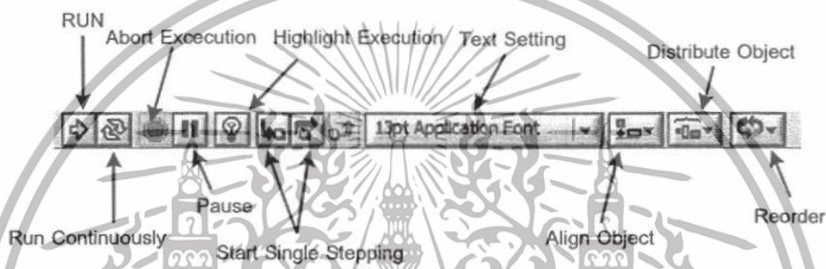 RUN
Abort Excecution
Highlight Execution
Text Setting
Distribute Object
13pt Application Font
Pause
Run Continuously
Start Single Stepping
Align Object
Reorder